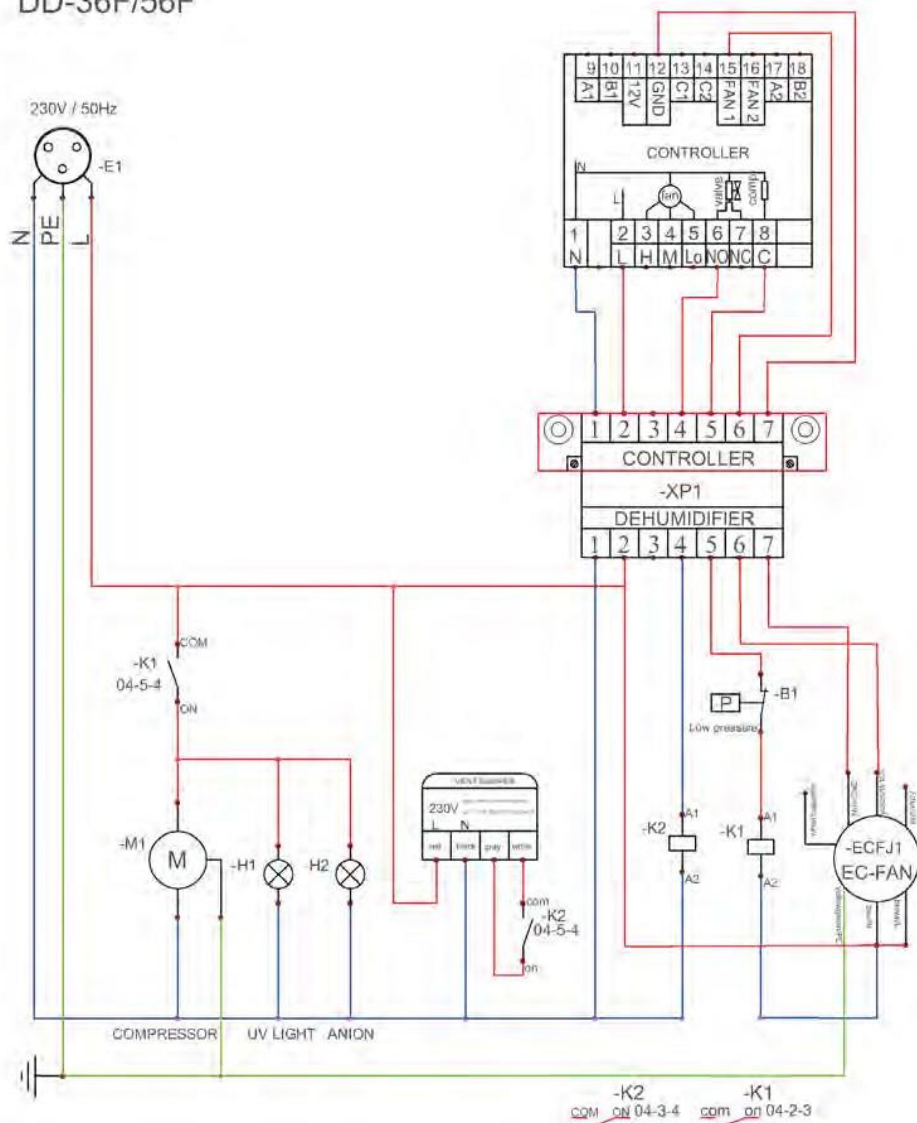 DD-36F/56F
230V / 50Hz
-E1
N
PE
L
9 10 11 12 13 14 15 16 17 18
A1 B1 12V GND C1 C2 FAN 1 FAN 2 A2 B2
CONTROLLER
N
L
fan
valve
comp
1 2 3 4 5 6 7 8
N L H M Lo NO NC C
1 2 3 4 5 6 7
CONTROLLER
-XP1
DEHUMIDIFIER
1 2 3 4 5 6 7
COM
-K1
04-5-4
ON
-B1
P
Low pressure
230V
L N
red black gray white
-M1
M
-H1
-H2
com
-K2
04-5-4
on
A1
-K2
A2
A1
-K1
A2
-ECFJ1
EC-FAN
COMPRESSOR UV LIGHT ANION
-K2 -K1
COM ON 04-3-4 com on 04-2-3